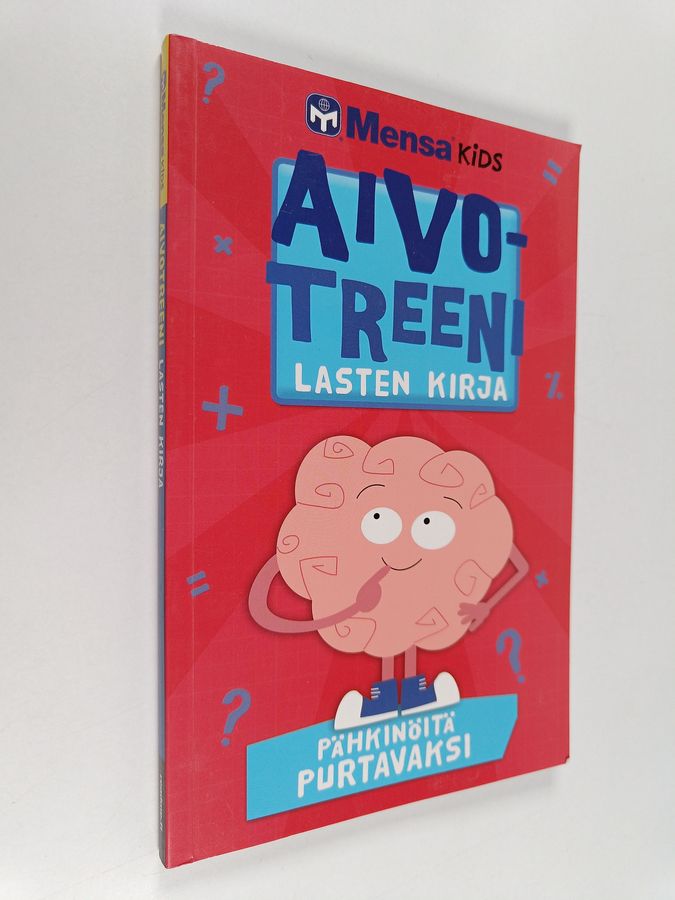 Mensa KiDS
AIVO-
TREENI
LASTEN KIRJA
PÄHKINÖITÄ
PURTAVAKSI
AIVOTREENI LASTEN KIRJA